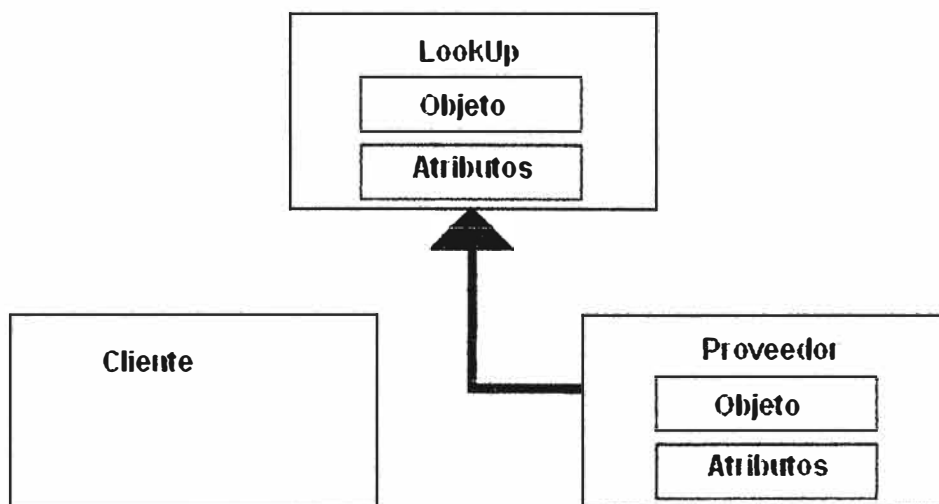 LookUp
Objeto
Atributos
Cliente
Proveedor
Objeto
Atributos